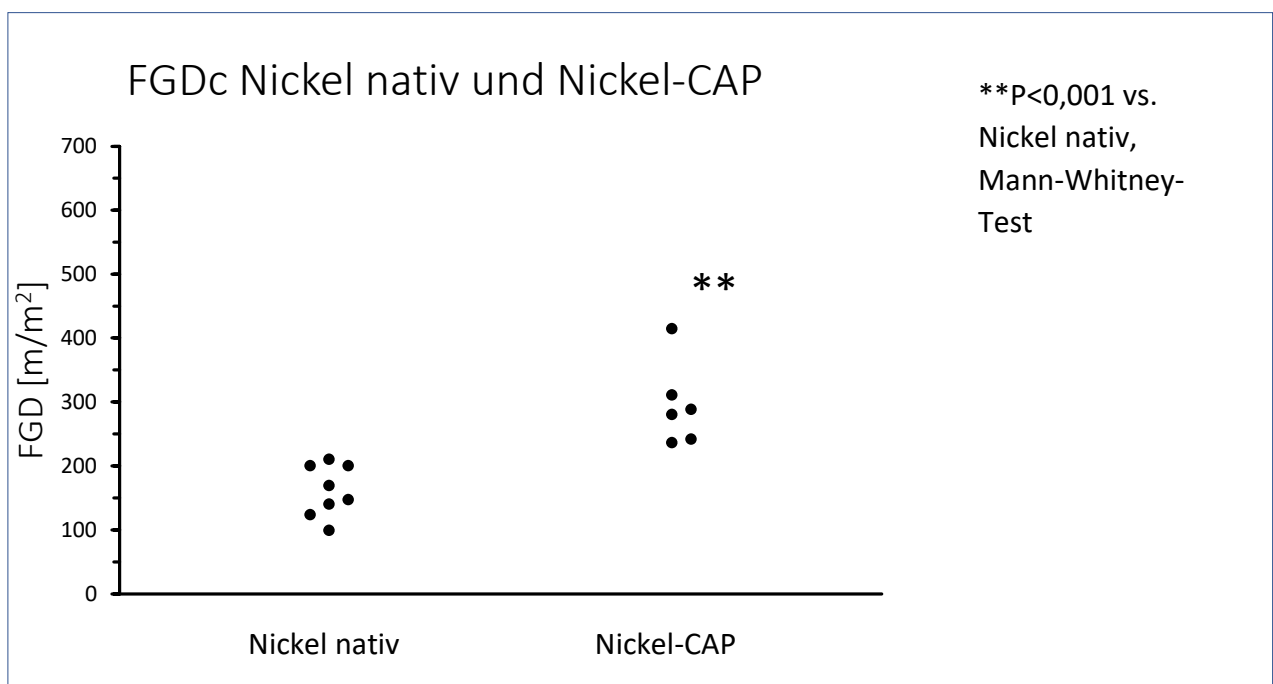 FGDc Nickel nativ und Nickel-CAP
**P<0,001 vs.
Nickel nativ,
Mann-Whitney-
Test
FGD [m/m²]
700
600
500
400
300
200
100
0
**
Nickel nativ
Nickel-CAP